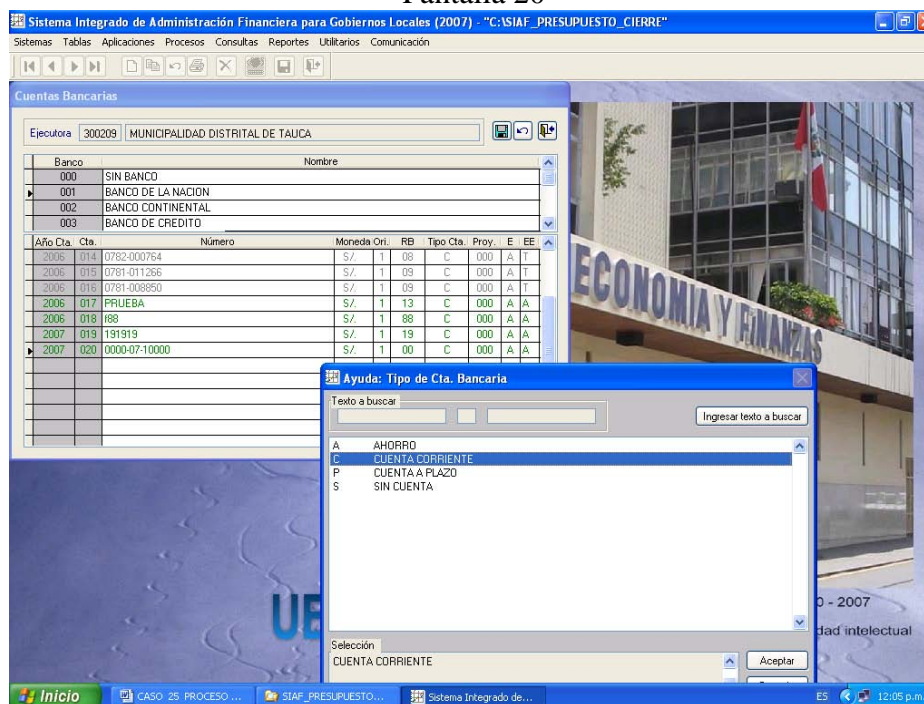 Pantalla 20
Sistema Integrado de Administración Financiera para Gobiernos Locales (2007) - "C:\SIAF_PRESUPUESTO_CIERRE"
Sistemas Tablas Aplicaciones Procesos Consultas Reportes Utilitarios Comunicación
Cuentas Bancarias
Ejecutora 300209 MUNICIPALIDAD DISTRITAL DE TAUCA
Banco Nombre
000 SIN BANCO
001 BANCO DE LA NACION
002 BANCO CONTINENTAL
003 BANCO DE CREDITO
Año Cta. Cta. Número Moneda Ori. RB Tipo Cta. Proy. E EE
2006 014 0782-000764 S/. 1 08 C 000 A T
2006 015 0781-011266 S/. 1 09 C 000 A T
2006 016 0781-008850 S/. 1 09 C 000 A T
2006 017 PRUEBA S/. 1 13 C 000 A A
2006 018 f88 S/. 1 88 C 000 A A
2007 019 191919 S/. 1 19 C 000 A A
2007 020 0000-07-10000 S/. 1 00 C 000 A A
ECONOMIA Y FINANZAS
Ayuda: Tipo de Cta. Bancaria
Texto a buscar
Ingresar texto a buscar
A AHORRO
C CUENTA CORRIENTE
P CUENTA A PLAZO
S SIN CUENTA
Selección
CUENTA CORRIENTE
Aceptar
UE
0 - 2007
dad intelectual
Inicio CASO 25 PROCESO ... SIAF_PRESUPUESTO... Sistema Integrado de... ES 12:05 p.m.